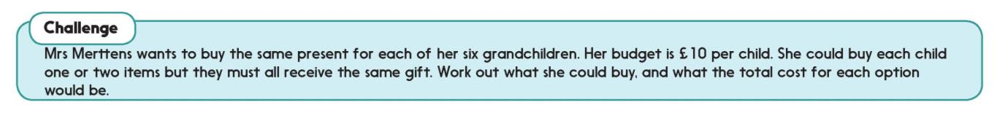 Challenge
Mrs Merttens wants to buy the same present for each of her six grandchildren. Her budget is £10 per child. She could buy each child
one or two items but they must all receive the same gift. Work out what she could buy, and what the total cost for each option
would be.